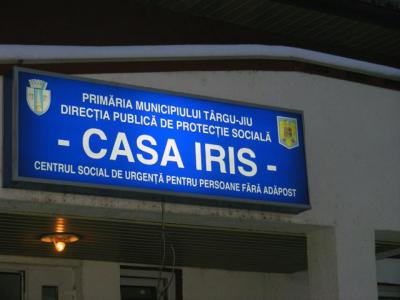 PRIMĂRIA MUNICIPIULUI TÂRGU-JIU
DIRECȚIA PUBLICĂ DE PROTECȚIE SOCIALĂ
- CASA IRIS -
CENTRUL SOCIAL DE URGENȚĂ PENTRU PERSOANE FĂRĂ ADĂPOST